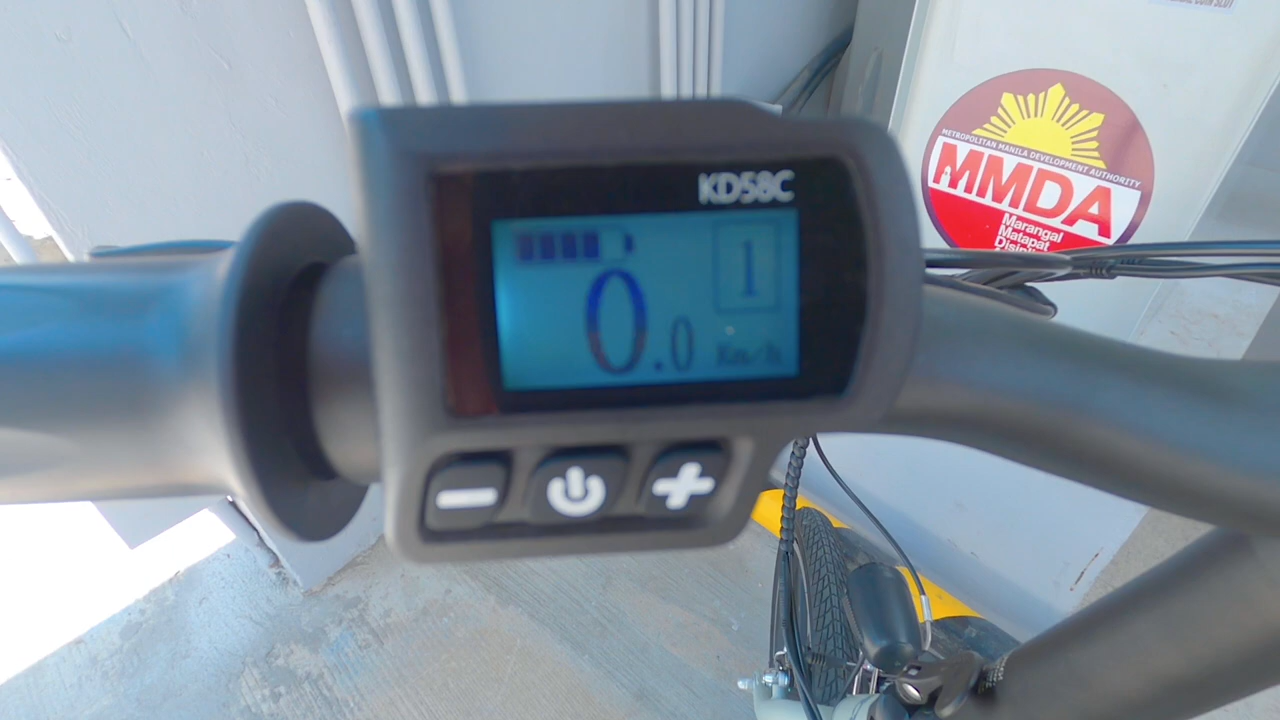 KD58C
1
0.0
Km/h
METROPOLITAN MANILA DEVELOPMENT AUTHORITY
MMDA
Marangal
Matapat